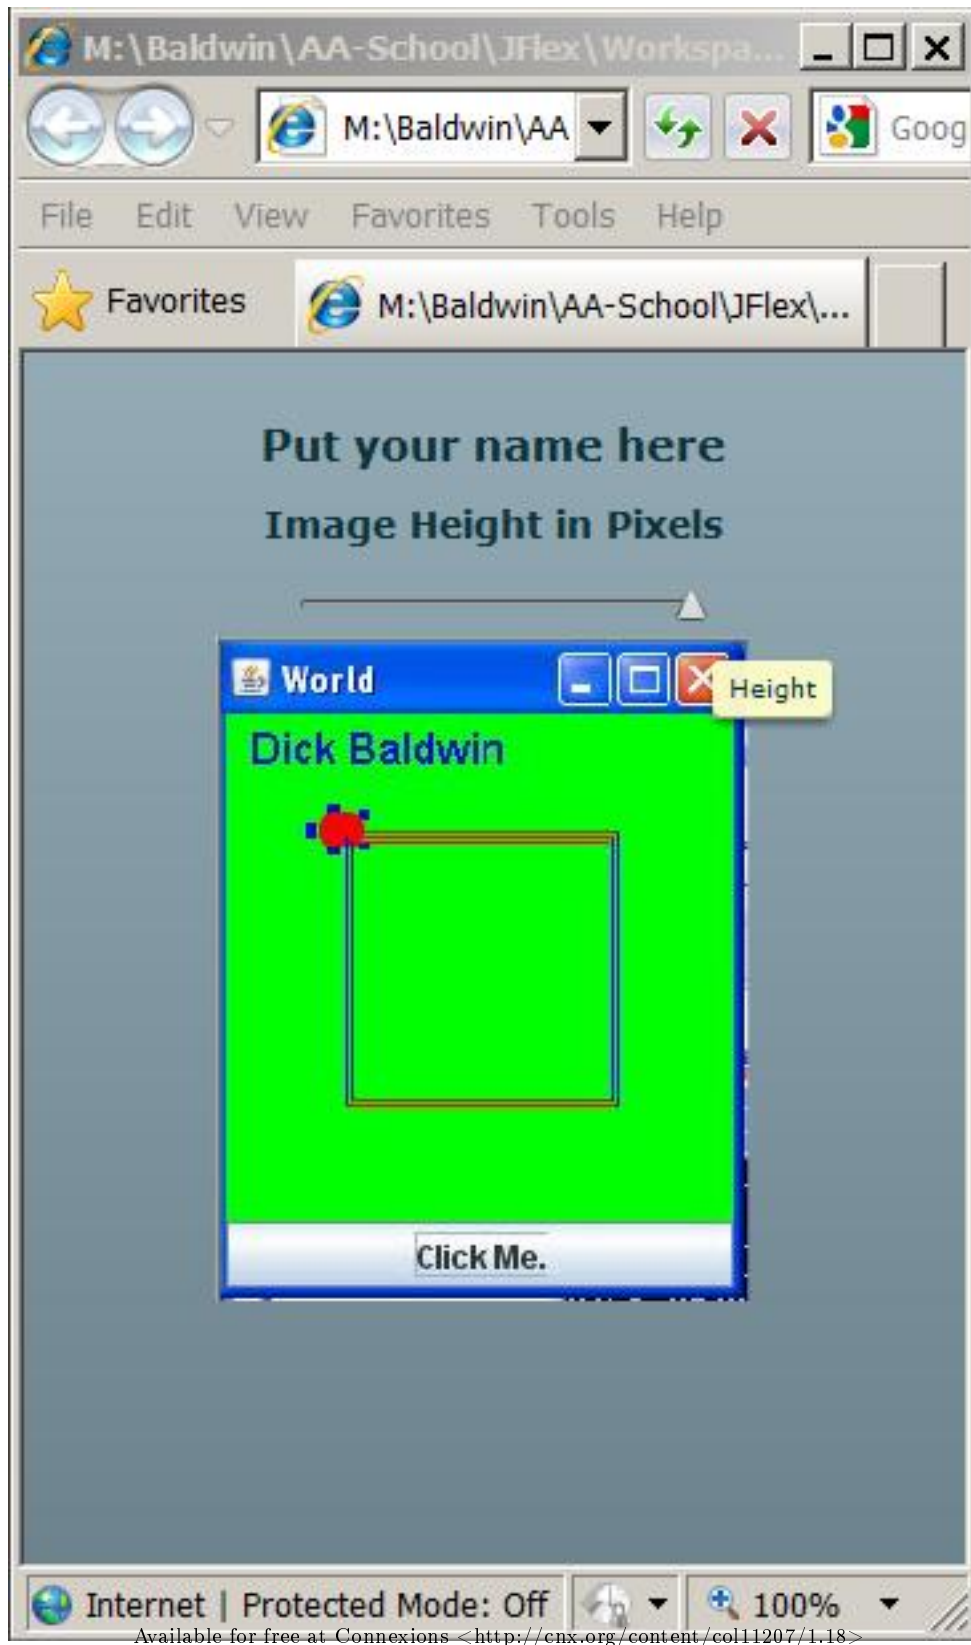 M:\Baldwin\AA-School\JFlex\Workspa...
M:\Baldwin\AA
Goog
File Edit View Favorites Tools Help
Favorites
M:\Baldwin\AA-School\JFlex\...
Put your name here
Image Height in Pixels
World
Height
Dick Baldwin
Click Me.
Internet | Protected Mode: Off
100%
Available for free at Connexions <http://cnx.org/content/col11207/1.18>